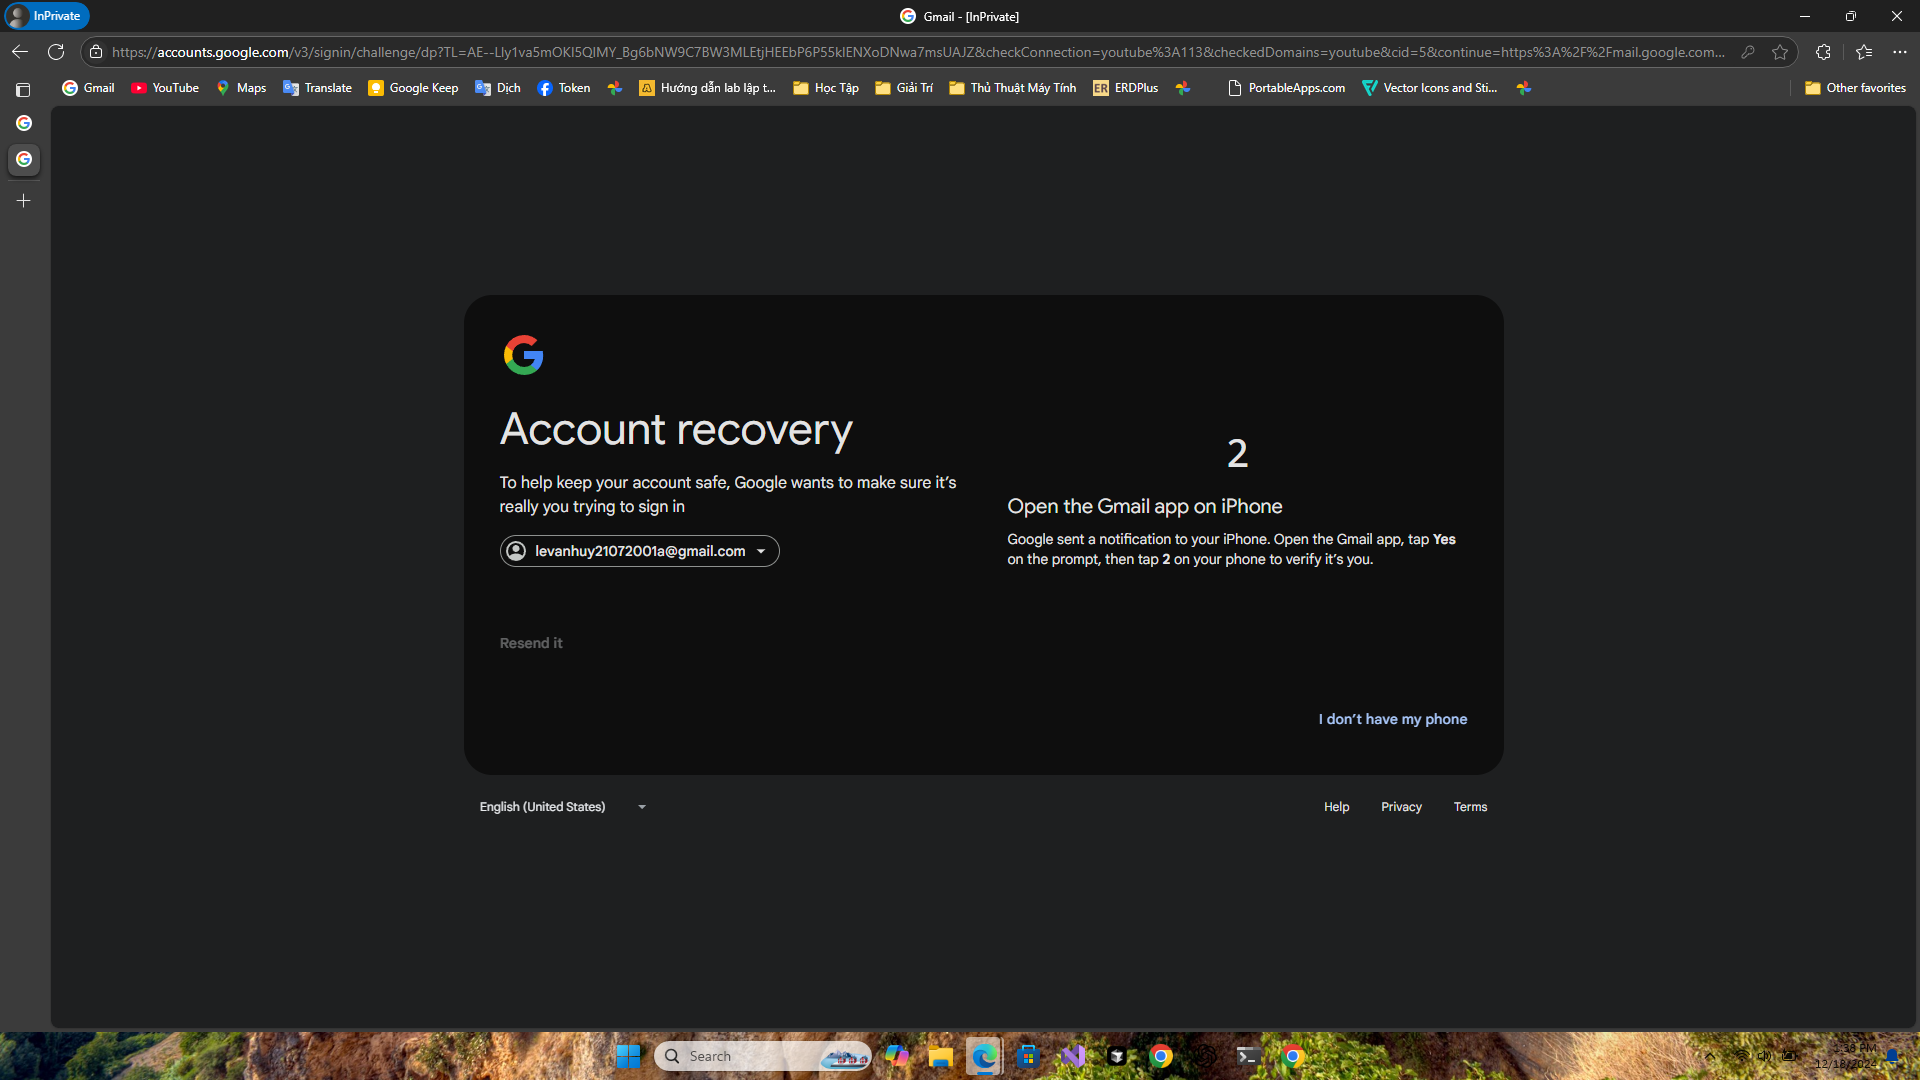 InPrivate
Gmail - [InPrivate]
https://accounts.google.com/v3/signin/challenge/dp?TL=AE--Lly1va5mOKI5QIMY_Bg6bNW9C7BW3MLEtjHEEbP6P55kIENXoDNwa7msUAJZ&checkConnection=youtube%3A113&checkedDomains=youtube&cid=5&continue=https%3A%2F%2Fmail.google.com...
Gmail YouTube Maps Translate Google Keep Dịch Token Hướng dẫn lab lập t... Học Tập Giải Trí Thủ Thuật Máy Tính ERDPlus PortableApps.com Vector Icons and Sti... Other favorites
Account recovery
To help keep your account safe, Google wants to make sure it's
really you trying to sign in
levanhuy21072001a@gmail.com
Resend it
2
Open the Gmail app on iPhone
Google sent a notification to your iPhone. Open the Gmail app, tap Yes
on the prompt, then tap 2 on your phone to verify it's you.
I don't have my phone
English (United States)
Help Privacy Terms
Search
12/18/2024